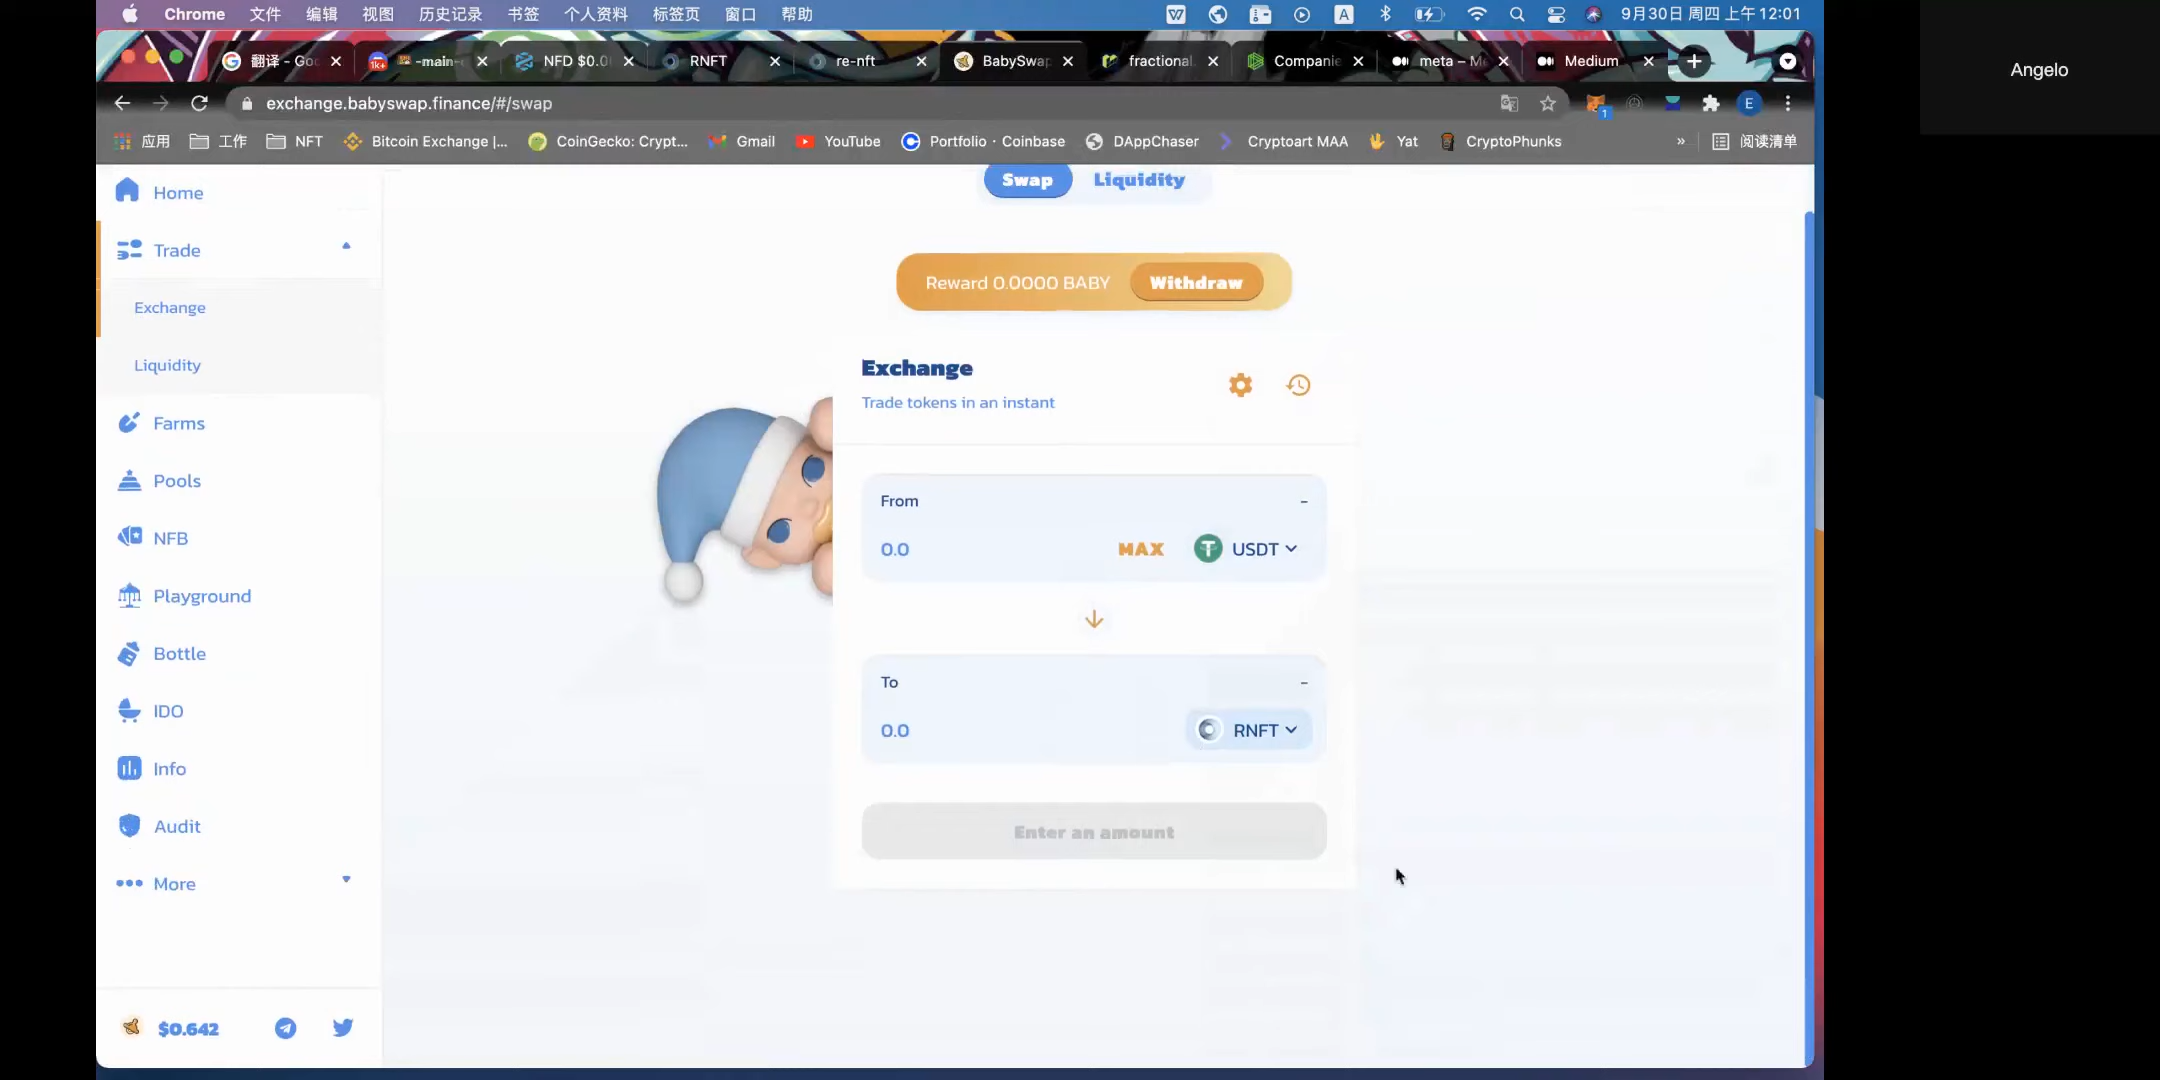 Chrome 文件 编辑 视图 历史记录 书签 个人资料 标签页 窗口 帮助 A 9月30日 周四 上午12:01
翻译 - Goo 1k+ -main- NFD $0.0 RNFT re-nft BabySwap fractional. Companie meta – M Medium
exchange.babyswap.finance/#/swap 1 E
应用 工作 NFT Bitcoin Exchange |... CoinGecko: Crypt... Gmail YouTube Portfolio · Coinbase DAppChaser Cryptoart MAA Yat CryptoPhunks » 阅读清单
Angelo
Home
Trade
Exchange
Liquidity
Farms
Pools
NFB
Playground
Bottle
IDO
Info
Audit
More
$0.642
Swap Liquidity
Reward 0.0000 BABY Withdraw
Exchange
Trade tokens in an instant
From -
0.0 MAX USDT
To -
0.0 RNFT
Enter an amount